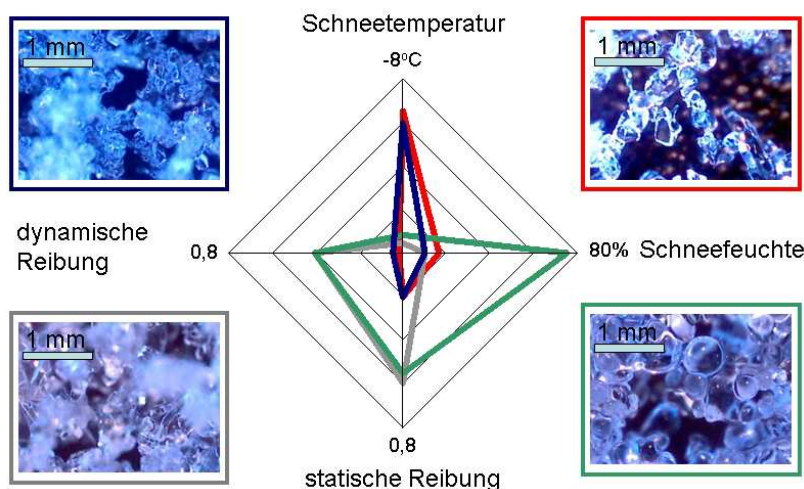 Schneetemperatur
-8°C
1 mm
1 mm
dynamische
Reibung
0,8
80% Schneefeuchte
1 mm
1 mm
0,8
statische Reibung